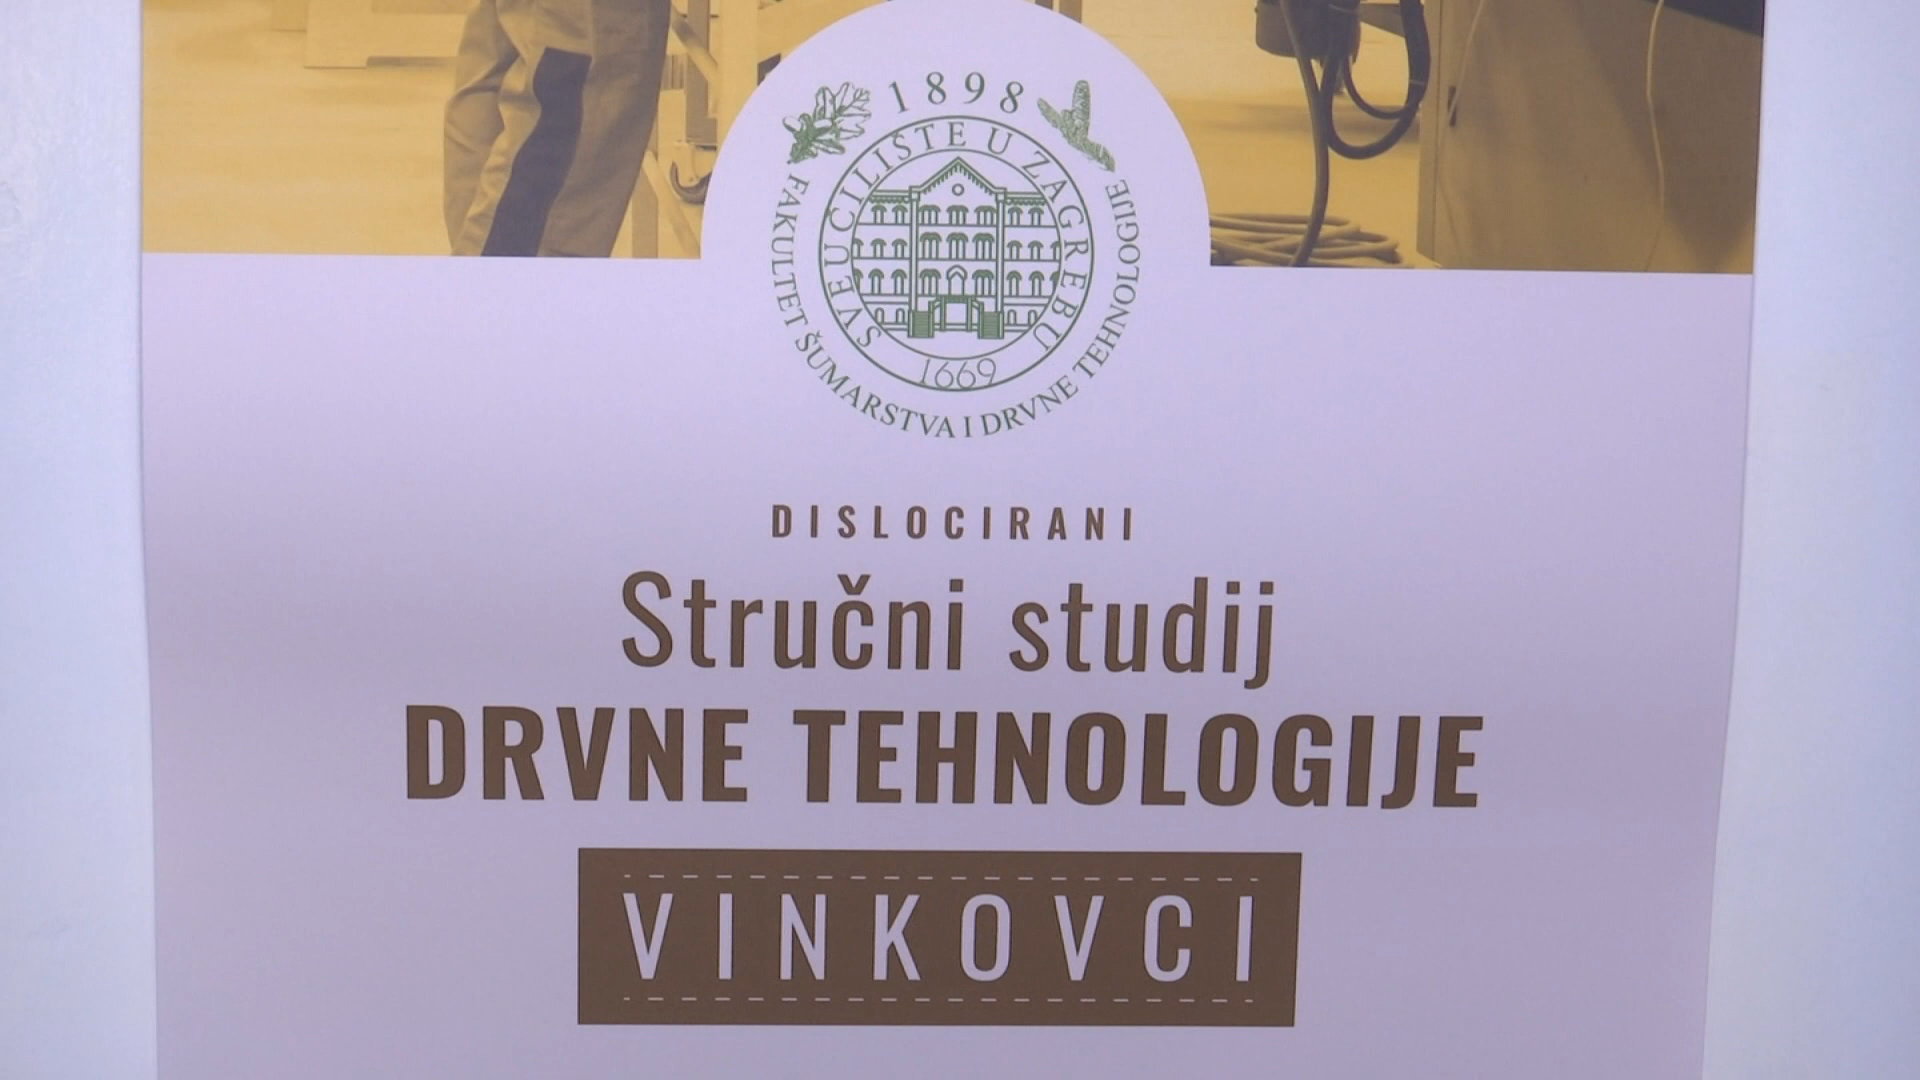 1898
SVEUČILIŠTE U ZAGREBU
1669
FAKULTET ŠUMARSTVA I DRVNE TEHNOLOGIJE
DISLOCIRANI
Stručni studij
DRVNE TEHNOLOGIJE
VINKOVCI